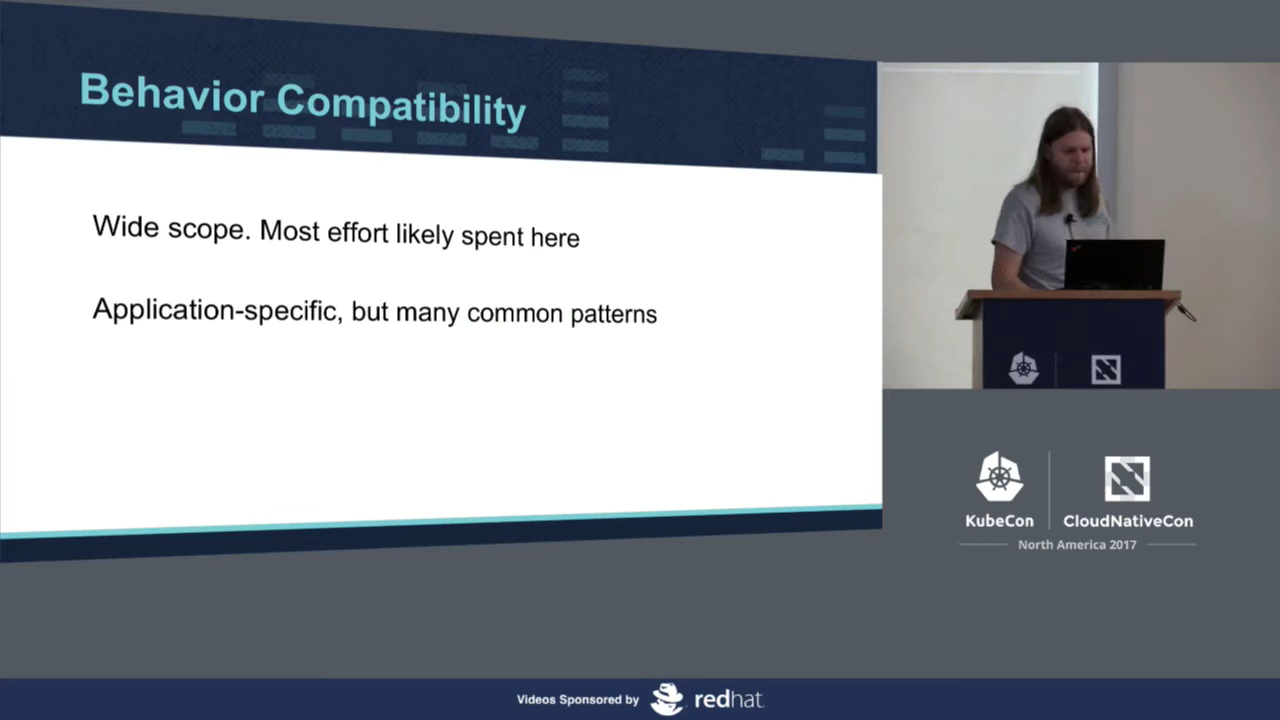 Behavior Compatibility
Wide scope. Most effort likely spent here
Application-specific, but many common patterns
KubeCon
CloudNativeCon
North America 2017
Videos Sponsored by
redhat.